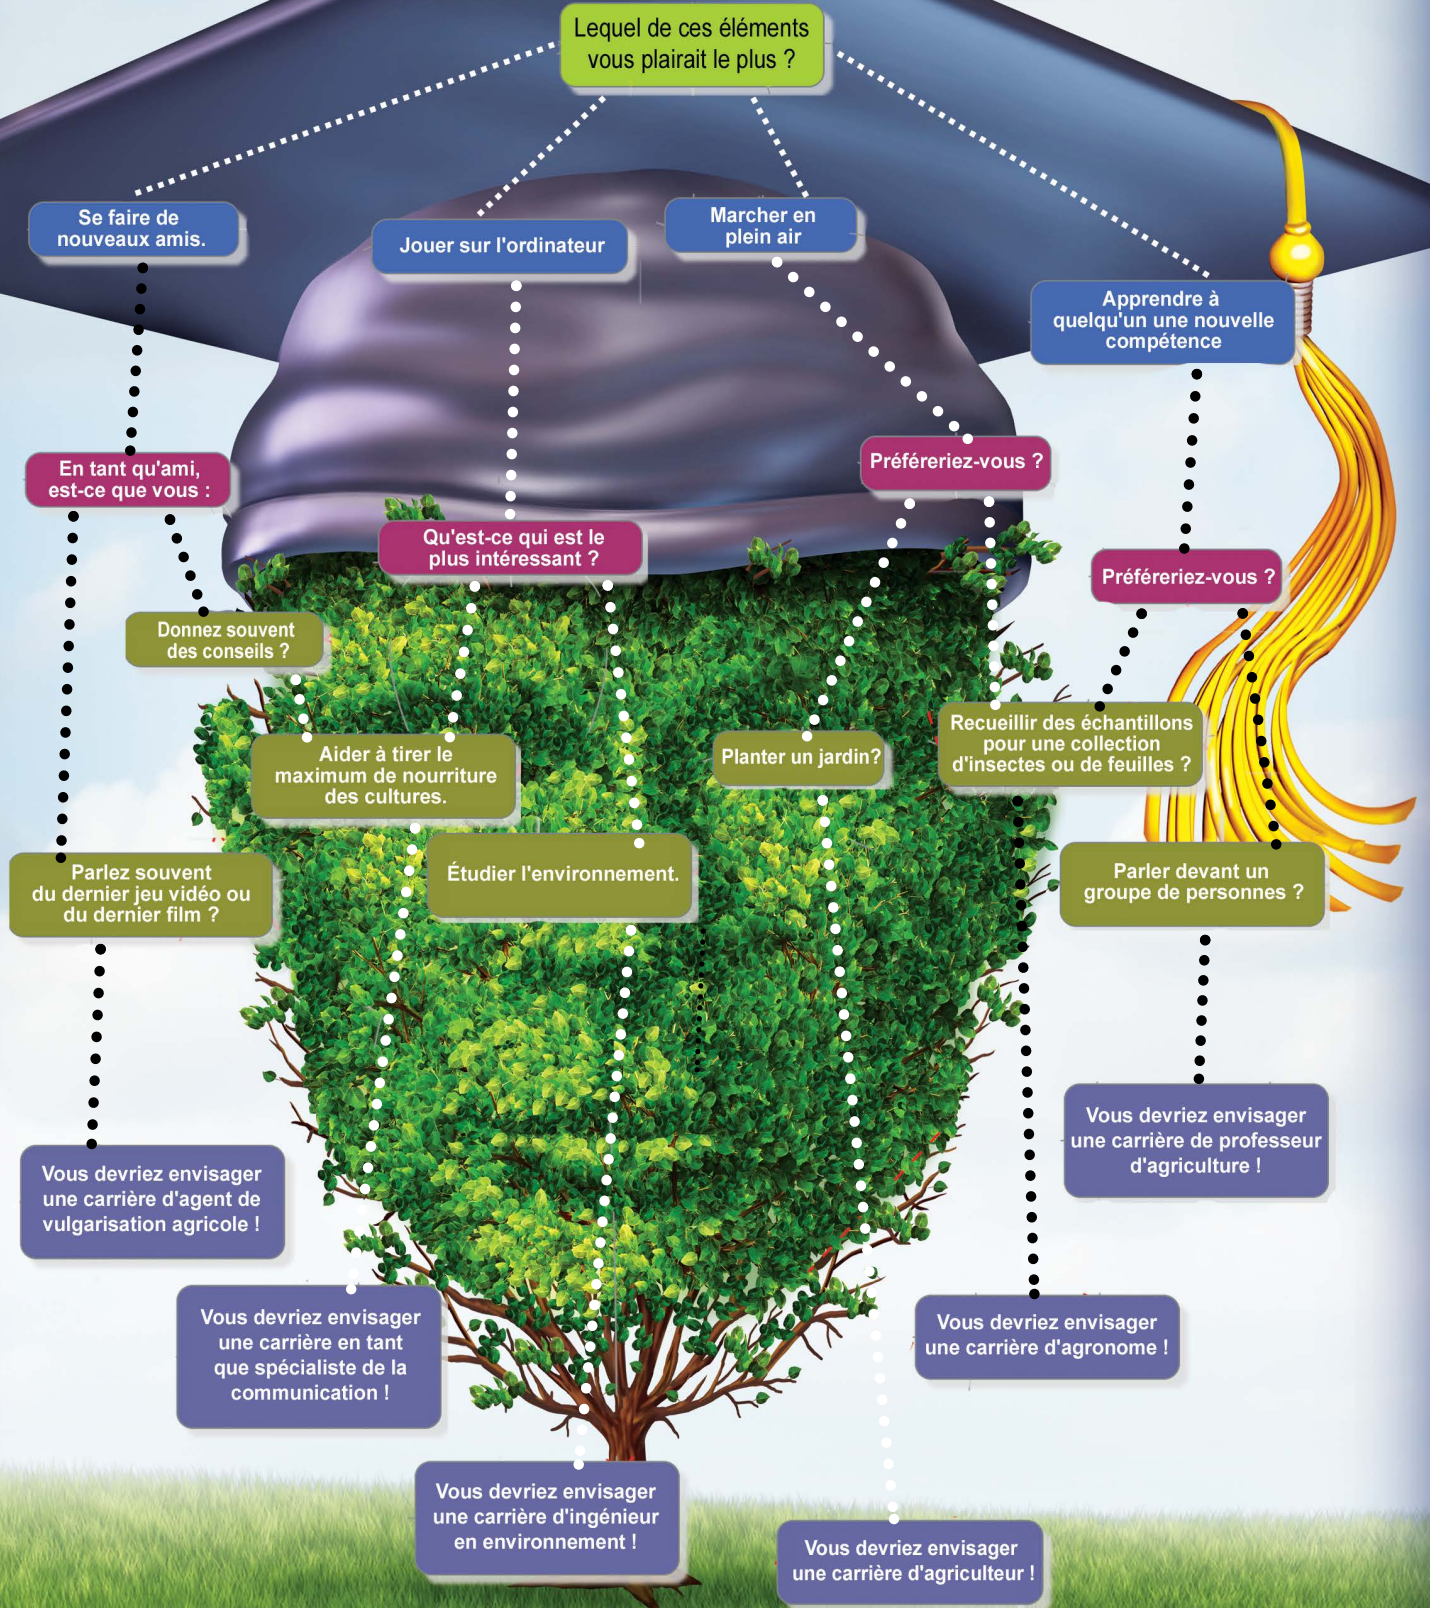 Lequel de ces éléments
vous plairait le plus ?
Se faire de
nouveaux amis.
Jouer sur l'ordinateur
Marcher en
plein air
Apprendre à
quelqu'un une nouvelle
compétence
En tant qu'ami,
est-ce que vous :
Qu'est-ce qui est le
plus intéressant ?
Préféreriez-vous ?
Préféreriez-vous ?
Donnez souvent
des conseils ?
Aider à tirer le
maximum de nourriture
des cultures.
Planter un jardin?
Recueillir des échantillons
pour une collection
d'insectes ou de feuilles ?
Parlez souvent
du dernier jeu vidéo ou
du dernier film ?
Étudier l'environnement.
Parler devant un
groupe de personnes ?
Vous devriez envisager
une carrière d'agent de
vulgarisation agricole !
Vous devriez envisager
une carrière de professeur
d'agriculture !
Vous devriez envisager
une carrière en tant
que spécialiste de la
communication !
Vous devriez envisager
une carrière d'agronome !
Vous devriez envisager
une carrière d'ingénieur
en environnement !
Vous devriez envisager
une carrière d'agriculteur !